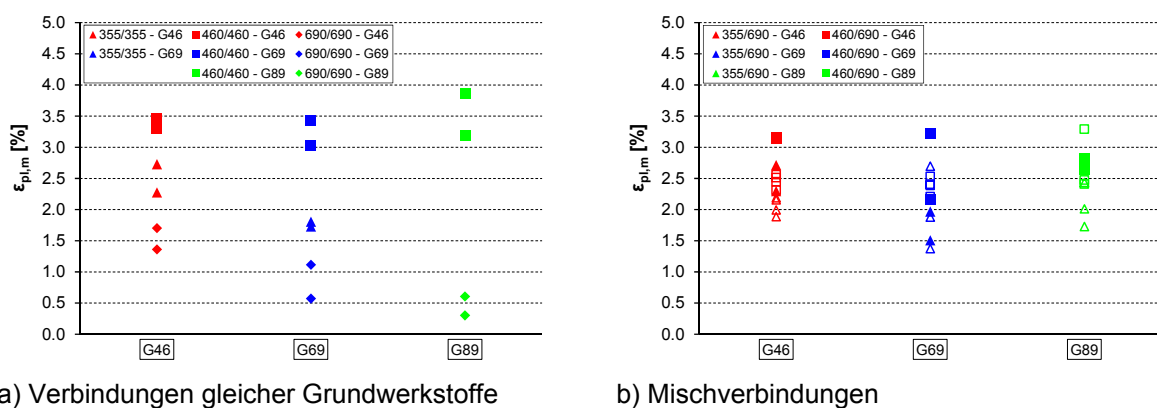 5.0
4.5
4.0
3.5
3.0
2.5
2.0
1.5
1.0
0.5
0.0
εpl,m [%]
355/355 - G46 460/460 - G46 690/690 - G46
355/355 - G69 460/460 - G69 690/690 - G69
460/460 - G89 690/690 - G89
G46 G69 G89
a) Verbindungen gleicher Grundwerkstoffe
5.0
4.5
4.0
3.5
3.0
2.5
2.0
1.5
1.0
0.5
0.0
εpl,m [%]
355/690 - G46 460/690 - G46
355/690 - G69 460/690 - G69
355/690 - G89 460/690 - G89
G46 G69 G89
b) Mischverbindungen